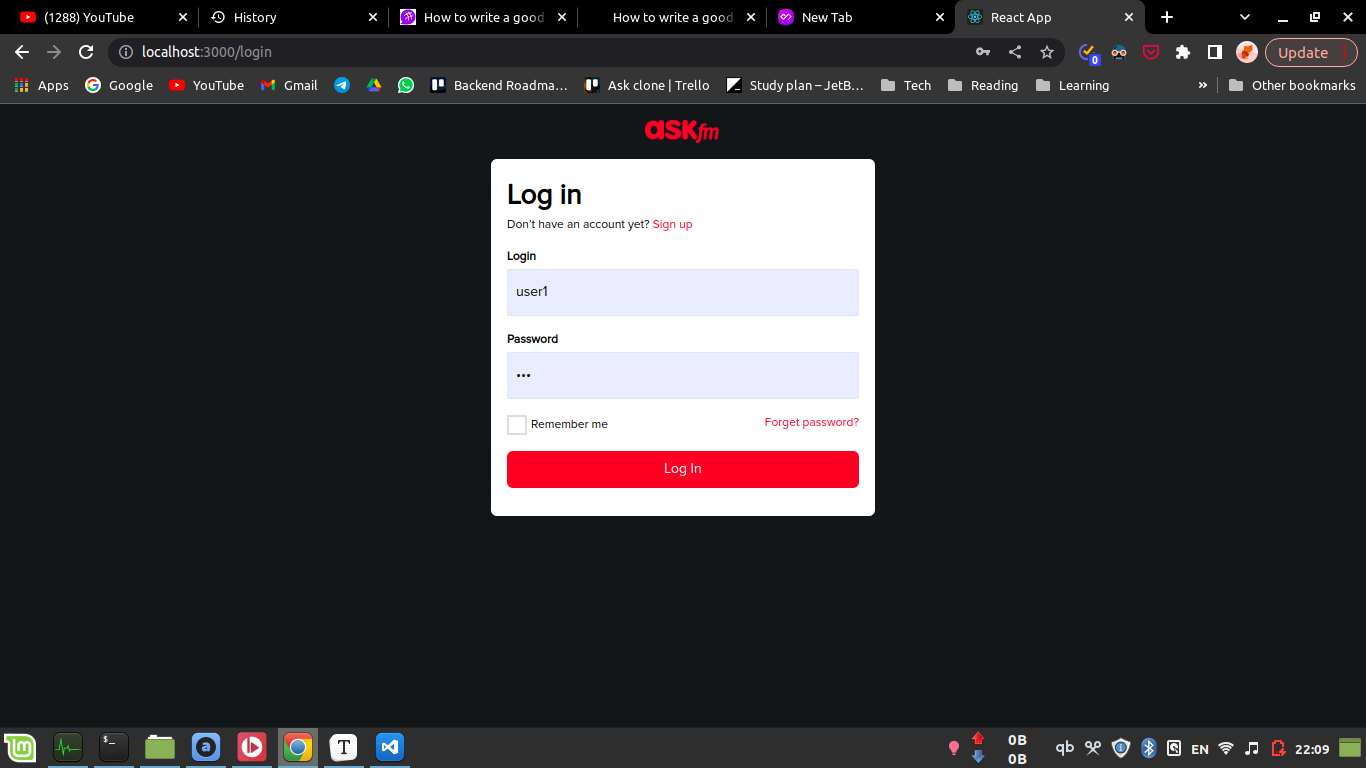 (1288) YouTube
History
How to write a good
How to write a good
New Tab
React App
localhost:3000/login
0
Update
Apps
Google
YouTube
Gmail
Backend Roadma...
Ask clone | Trello
Study plan – JetB...
Tech
Reading
Learning
»
Other bookmarks
ASKfm
Log in
Don't have an account yet? Sign up
Login
user1
Password
•••
Remember me
Forget password?
Log In
$_
a
T
0B
0B
qb
EN
22:09